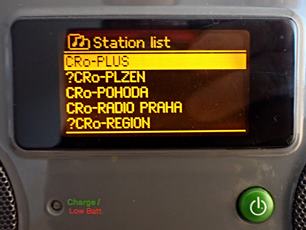 Station list
CRo-PLUS
?CRo-PLZEN
CRo-POHODA
CRo-RADIO PRAHA
?CRo-REGION
Charge/
Low Batt